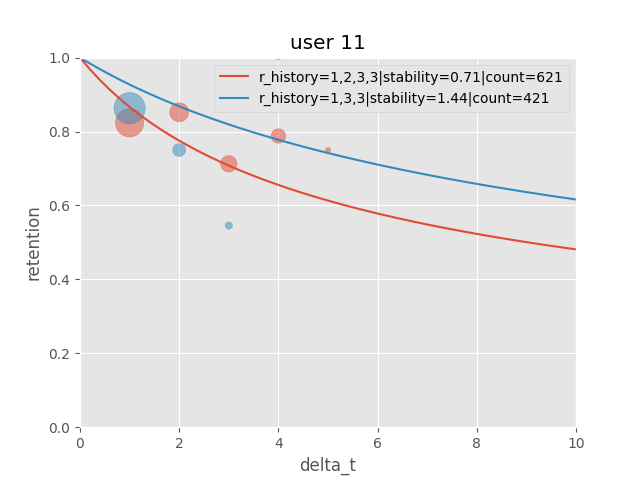 user 11
r_history=1,2,3,3|stability=0.71|count=621
r_history=1,3,3|stability=1.44|count=421
1.0
0.8
0.6
0.4
0.2
0.0
retention
0 2 4 6 8 10
delta_t